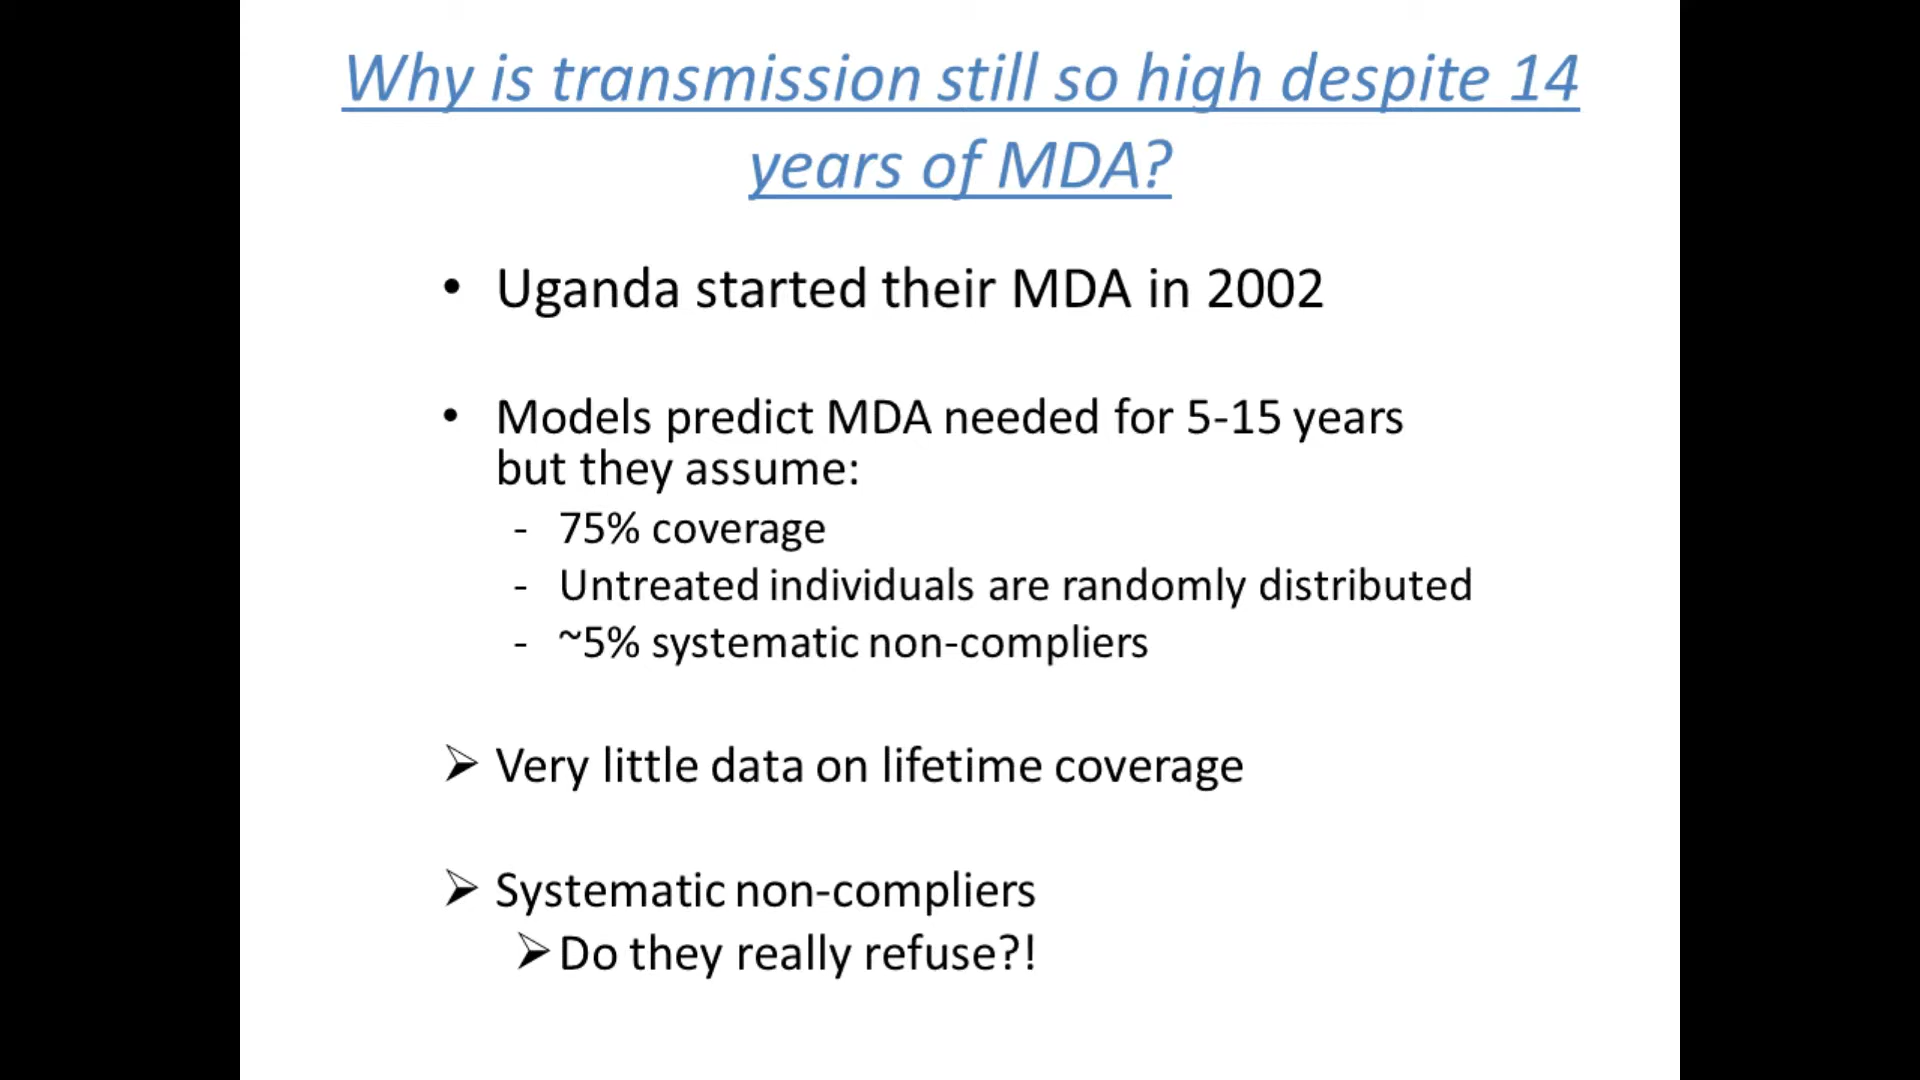 Why is transmission still so high despite 14
years of MDA?
• Uganda started their MDA in 2002
• Models predict MDA needed for 5-15 years
but they assume:
- 75% coverage
- Untreated individuals are randomly distributed
- ~5% systematic non-compliers
➢ Very little data on lifetime coverage
➢ Systematic non-compliers
➢ Do they really refuse?!